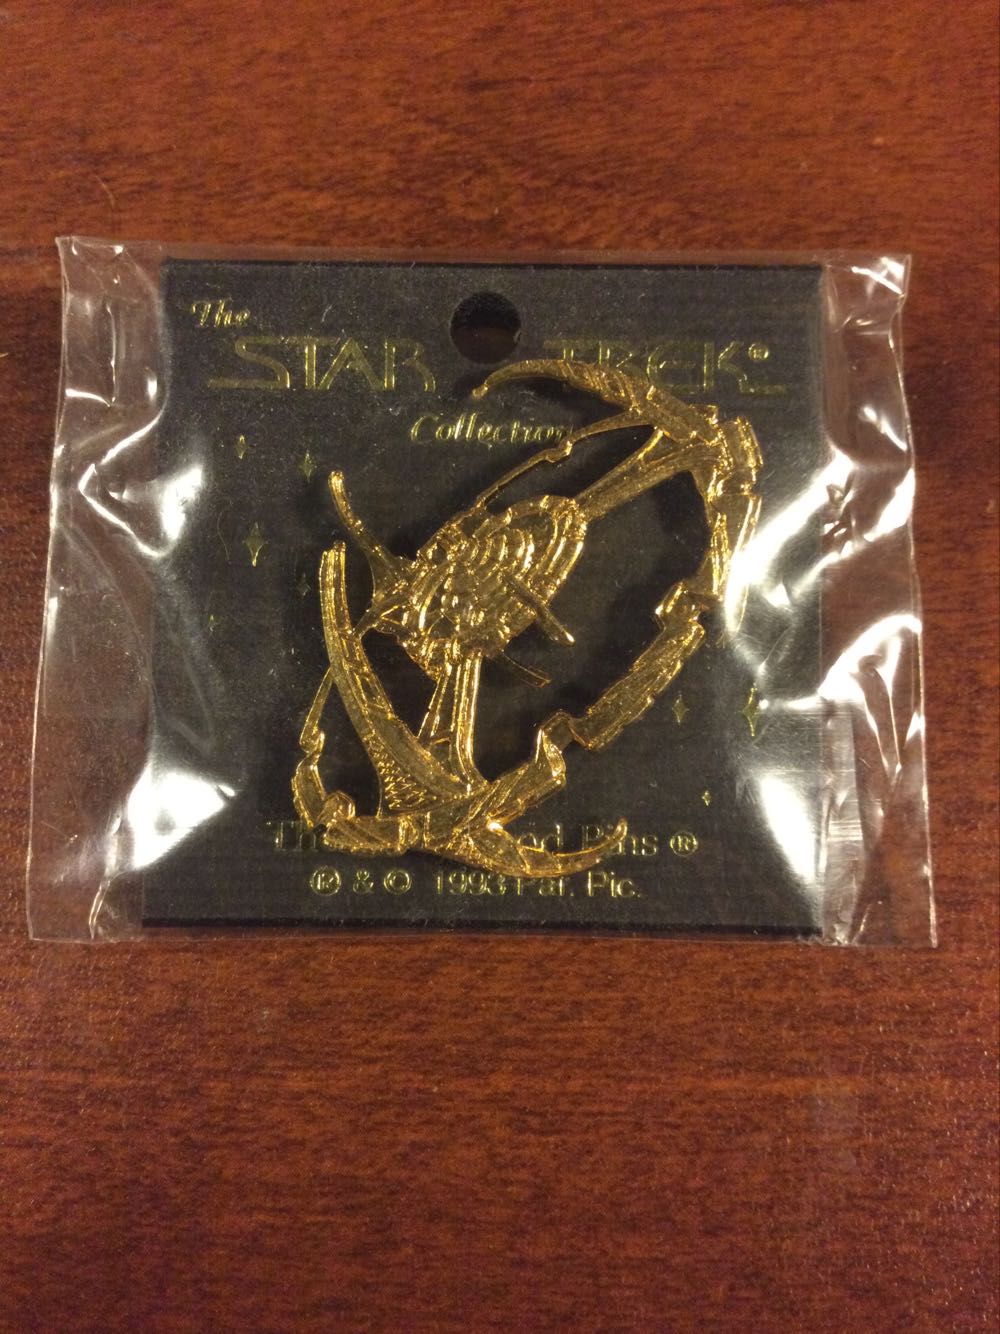 The
STAR TREK®
Collection
Pins ®
® & © 1993 Par. Pic.